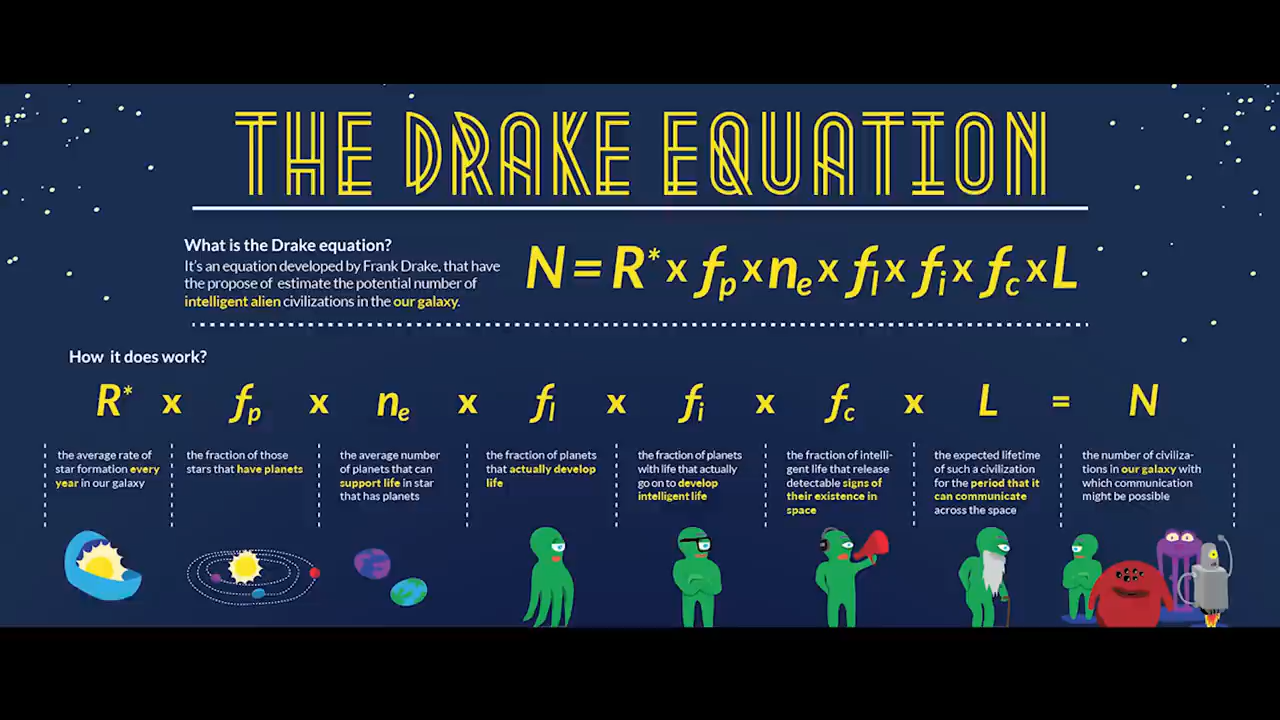 THE DRAKE EQUATION
What is the Drake equation?
It's an equation developed by Frank Drake, that have
the propose of estimate the potential number of
intelligent alien civilizations in the our galaxy.
N = R* x fp x ne x fl x fi x fc x L
How it does work?
R* x fp x ne x fl x fi x fc x L = N
the average rate of
star formation every
year in our galaxy
the fraction of those
stars that have planets
the average number
of planets that can
support life in star
that has planets
the fraction of planets
that actually develop
life
the fraction of planets
with life that actually
go on to develop
intelligent life
the fraction of intelli-
gent life that release
detectable signs of
their existence in
space
the expected lifetime
of such a civilization
for the period that it
can communicate
across the space
the number of civiliza-
tions in our galaxy with
which communication
might be possible